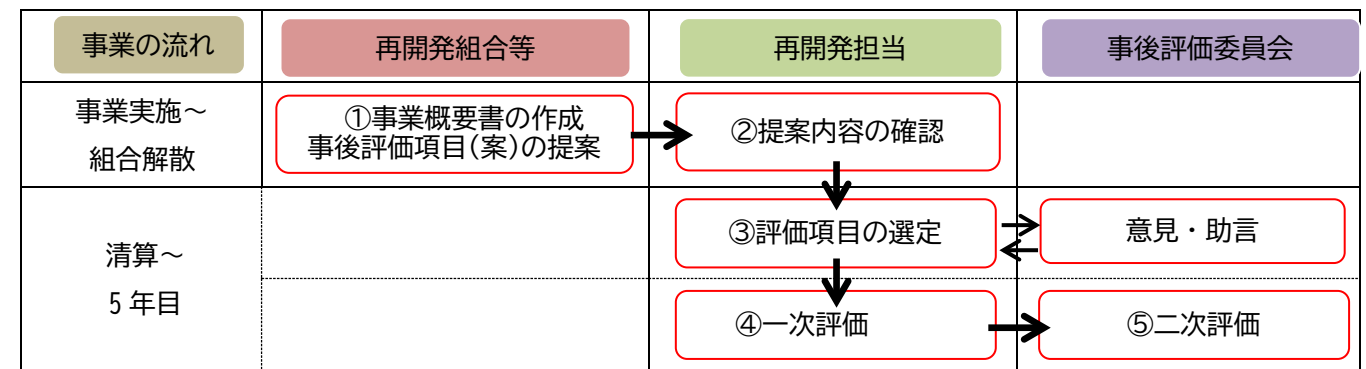 事業の流れ
再開発組合等
再開発担当
事後評価委員会
事業実施～
組合解散
①事業概要書の作成
事後評価項目(案)の提案
②提案内容の確認
清算～
5年目
③評価項目の選定
意見・助言
④一次評価
⑤二次評価